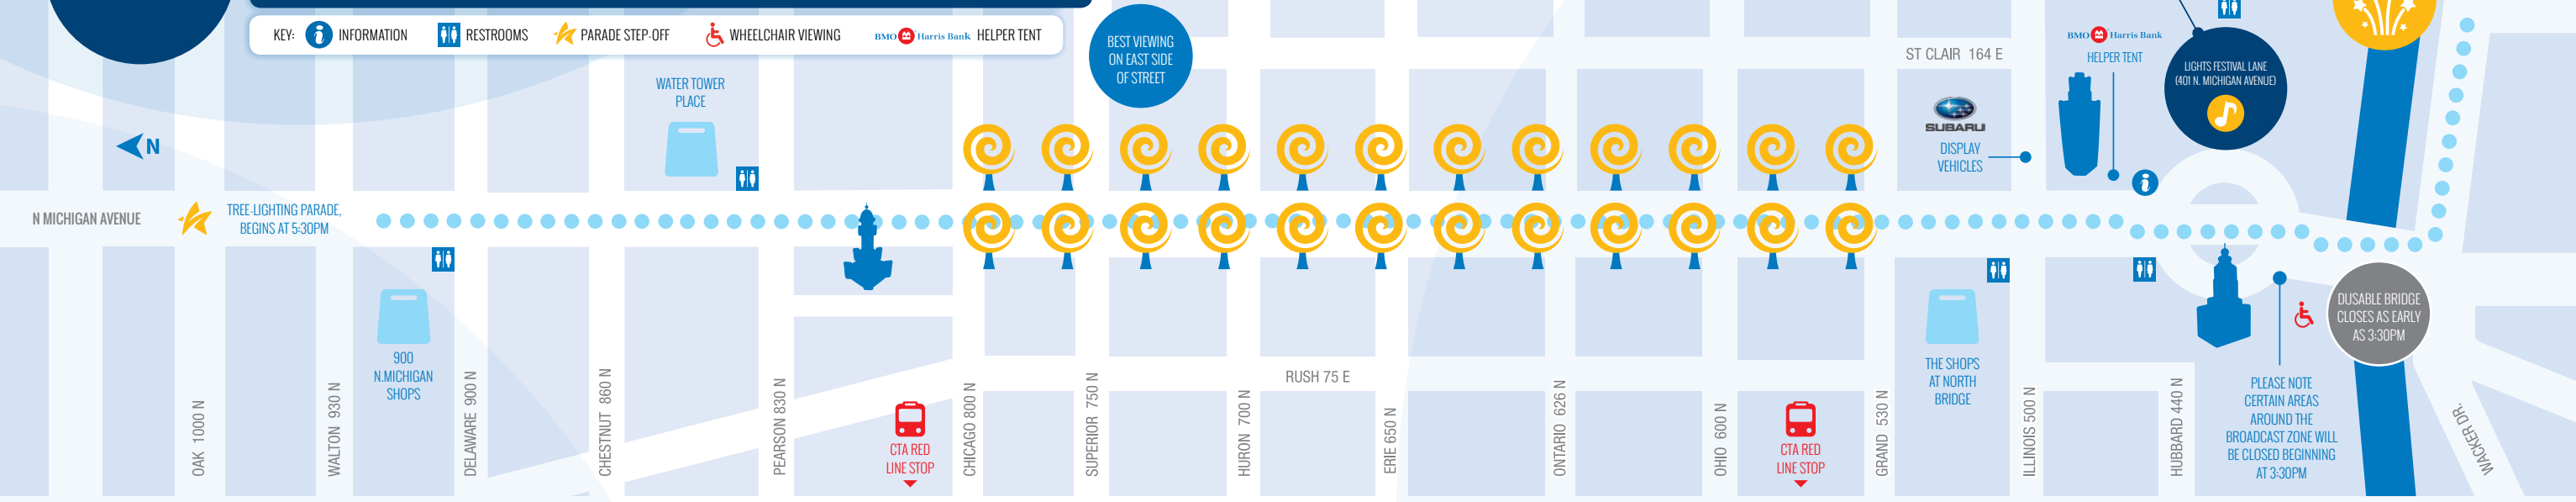 KEY: INFORMATION RESTROOMS PARADE STEP-OFF WHEELCHAIR VIEWING BMO Harris Bank HELPER TENT
BEST VIEWING
ON EAST SIDE
OF STREET
ST CLAIR 164 E
BMO Harris Bank
HELPER TENT
LIGHTS FESTIVAL LANE
(401 N. MICHIGAN AVENUE)
WATER TOWER
PLACE
SUBARU
DISPLAY
VEHICLES
N
N MICHIGAN AVENUE
TREE-LIGHTING PARADE,
BEGINS AT 5:30PM
900
N.MICHIGAN
SHOPS
RUSH 75 E
THE SHOPS
AT NORTH
BRIDGE
DUSABLE BRIDGE
CLOSES AS EARLY
AS 3:30PM
PLEASE NOTE
CERTAIN AREAS
AROUND THE
BROADCAST ZONE WILL
BE CLOSED BEGINNING
AT 3:30PM
CTA RED
LINE STOP
CTA RED
LINE STOP
OAK 1000 N
WALTON 930 N
DELAWARE 900 N
CHESTNUT 860 N
PEARSON 830 N
CHICAGO 800 N
SUPERIOR 750 N
HURON 700 N
ERIE 650 N
ONTARIO 626 N
OHIO 600 N
GRAND 530 N
ILLINOIS 500 N
HUBBARD 440 N
WACKER DR.